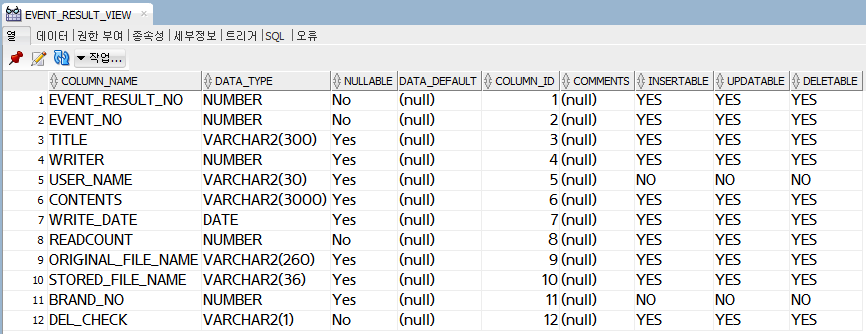 EVENT_RESULT_VIEW
열 데이터 권한 부여 종속성 세부정보 트리거 SQL 오류
작업...
COLUMN_NAME DATA_TYPE NULLABLE DATA_DEFAULT COLUMN_ID COMMENTS INSERTABLE UPDATABLE DELETABLE
1 EVENT_RESULT_NO NUMBER No (null) 1 (null) YES YES YES
2 EVENT_NO NUMBER No (null) 2 (null) YES YES YES
3 TITLE VARCHAR2(300) Yes (null) 3 (null) YES YES YES
4 WRITER NUMBER Yes (null) 4 (null) YES YES YES
5 USER_NAME VARCHAR2(30) Yes (null) 5 (null) NO NO NO
6 CONTENTS VARCHAR2(3000) Yes (null) 6 (null) YES YES YES
7 WRITE_DATE DATE Yes (null) 7 (null) YES YES YES
8 READCOUNT NUMBER No (null) 8 (null) YES YES YES
9 ORIGINAL_FILE_NAME VARCHAR2(260) Yes (null) 9 (null) YES YES YES
10 STORED_FILE_NAME VARCHAR2(36) Yes (null) 10 (null) YES YES YES
11 BRAND_NO NUMBER Yes (null) 11 (null) NO NO NO
12 DEL_CHECK VARCHAR2(1) No (null) 12 (null) YES YES YES